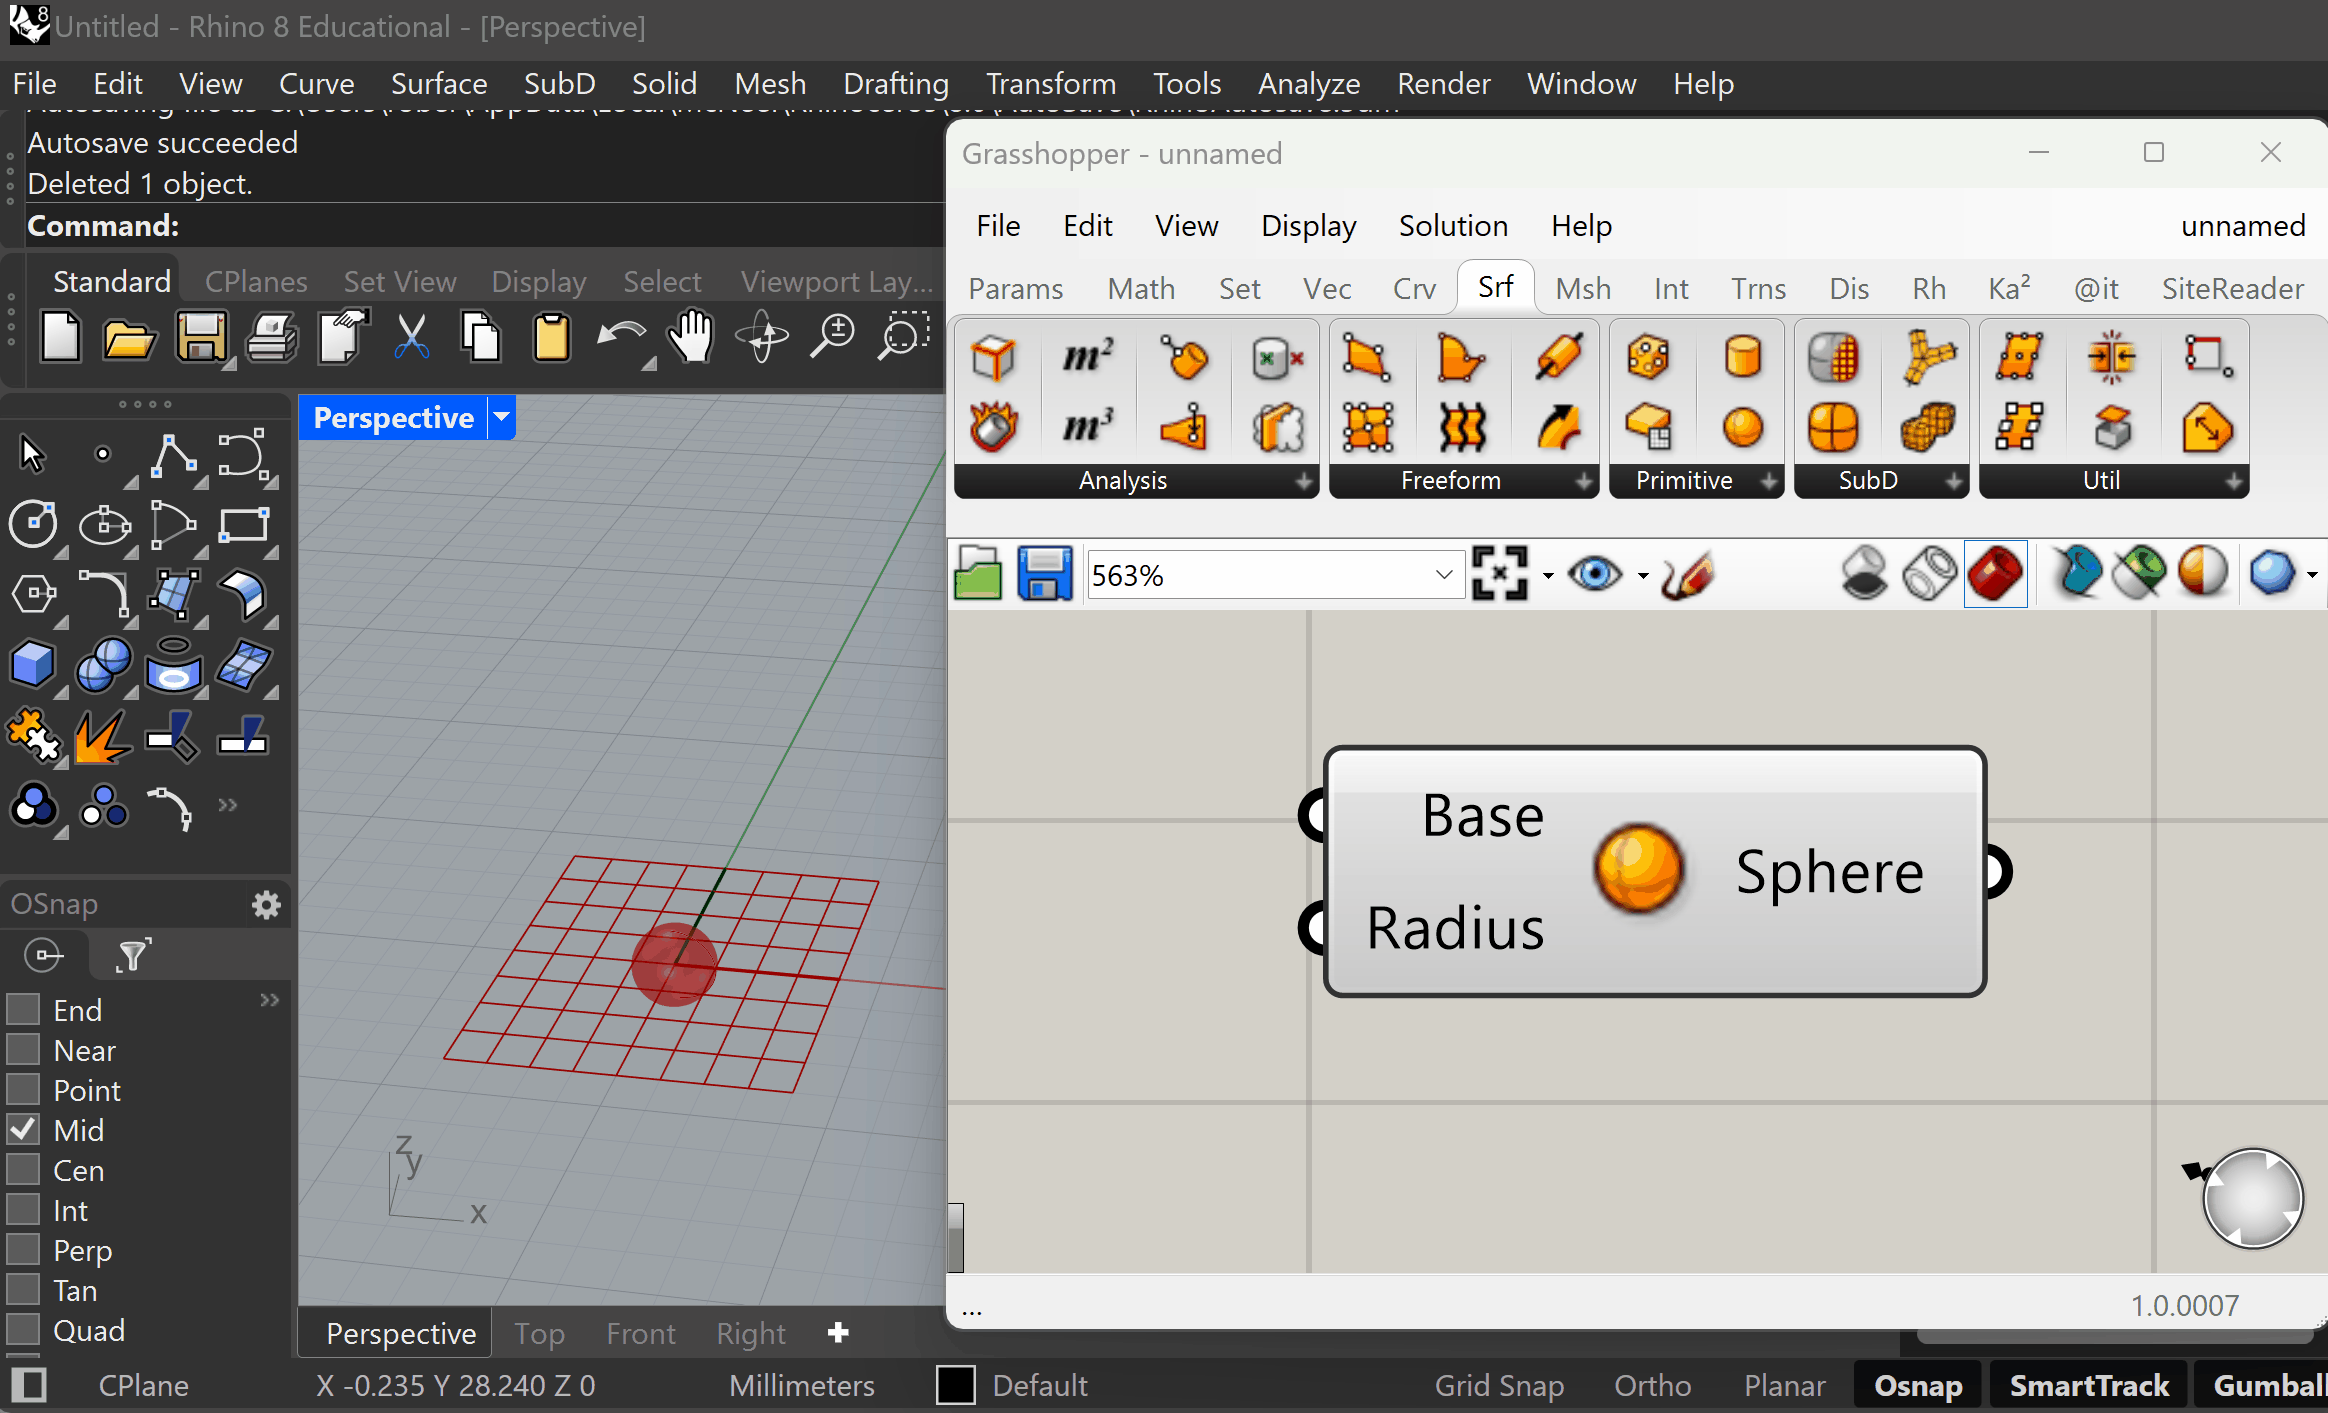 Untitled - Rhino 8 Educational - [Perspective]
File Edit View Curve Surface SubD Solid Mesh Drafting Transform Tools Analyze Render Window Help
Autosave succeeded
Deleted 1 object.
Command:
Standard CPlanes Set View Display Select Viewport Lay...
Perspective
z
y
x
OSnap
End
Near
Point
Mid
Cen
Int
Perp
Tan
Quad
Perspective Top Front Right
CPlane X -0.235 Y 28.240 Z 0 Millimeters Default Grid Snap Ortho Planar Osnap SmartTrack Gumball
Grasshopper - unnamed
File Edit View Display Solution Help unnamed
Params Math Set Vec Crv Srf Msh Int Trns Dis Rh Ka² @it SiteReader
m²
m³
Analysis Freeform Primitive SubD Util
563%
Base
Radius
Sphere
...
1.0.0007